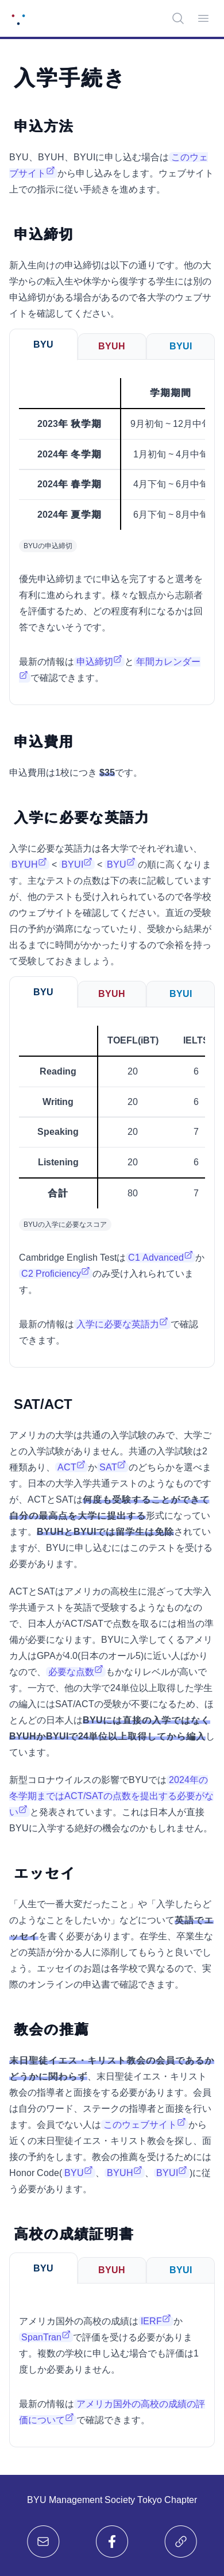 入学手続き
申込方法
BYU、BYUH、BYUIに申し込む場合は このウェ
ブサイト から申し込みをします。ウェブサイト
上での指示に従い手続きを進めます。
申込締切
新入生向けの申込締切は以下の通りです。他の大
学からの転入生や休学から復学する学生には別の
申込締切がある場合があるので各大学のウェブサ
イトを確認してください。
BYU BYUH BYUI
学期期間
2023年 秋学期 9月初旬 ~ 12月中旬
2024年 冬学期 1月初旬 ~ 4月中旬
2024年 春学期 4月下旬 ~ 6月中旬
2024年 夏学期 6月下旬 ~ 8月中旬
BYUの申込締切
優先申込締切までに申込を完了すると選考を
有利に進められます。様々な観点から志願者
を評価するため、どの程度有利になるかは回
答できないそうです。
最新の情報は 申込締切 と 年間カレンダー
で確認できます。
申込費用
申込費用は1校につき $35です。
入学に必要な英語力
入学に必要な英語力は各大学でそれぞれ違い、
BYUH < BYUI < BYU の順に高くなりま
す。主なテストの点数は下の表に記載しています
が、他のテストも受け入れられているので各学校
のウェブサイトを確認してください。直近の受験
日の予約が満席になっていたり、受験から結果が
出るまでに時間がかかったりするので余裕を持っ
て受験しておきましょう。
BYU BYUH BYUI
TOEFL(iBT) IELTS
Reading 20 6
Writing 20 6
Speaking 20 7
Listening 20 6
合計 80 7
BYUの入学に必要なスコア
Cambridge English Testは C1 Advanced か
C2 Proficiency のみ受け入れられていま
す。
最新の情報は 入学に必要な英語力 で確認
できます。
SAT/ACT
アメリカの大学は共通の入学試験のみで、大学ご
との入学試験がありません。共通の入学試験は2
種類あり、 ACT か SAT のどちらかを選べま
す。日本の大学入学共通テストのようなものです
が、ACTとSATは何度も受験することができて
自分の最高点を大学に提出する形式になってい
ます。BYUHとBYUIでは留学生は免除されてい
ますが、BYUに申し込むにはこのテストを受ける
必要があります。
ACTとSATはアメリカの高校生に混ざって大学入
学共通テストを英語で受験するようなものなの
で、日本人がACT/SATで点数を取るには相当の準
備が必要になります。BYUに入学してくるアメリ
カ人はGPAが4.0(日本のオール5)に近い人ばかり
なので、 必要な点数 もかなりレベルが高いで
す。一方で、他の大学で24単位以上取得した学生
の編入にはSAT/ACTの受験が不要になるため、ほ
とんどの日本人はBYUには直接の入学ではなく
BYUHかBYUIで24単位以上取得してから編入し
ています。
新型コロナウイルスの影響でBYUでは 2024年の
冬学期まではACT/SATの点数を提出する必要がな
い と発表されています。これは日本人が直接
BYUに入学する絶好の機会なのかもしれません。
エッセイ
「人生で一番大変だったこと」や「入学したらど
のようなことをしたいか」などについて英語でエ
ッセイを書く必要があります。在学生、卒業生な
どの英語が分かる人に添削してもらうと良いでし
ょう。エッセイのお題は各学校で異なるので、実
際のオンラインの申込書で確認できます。
教会の推薦
末日聖徒イエス・キリスト教会の会員であるか
どうかに関わらず、末日聖徒イエス・キリスト
教会の指導者と面接をする必要があります。会員
は自分のワード、ステークの指導者と面接を行い
ます。会員でない人は このウェブサイト から近
くの末日聖徒イエス・キリスト教会を探し、面
接の予約をします。教会の推薦を受けるためには
Honor Code( BYU 、 BYUH 、 BYUI )に従
う必要があります。
高校の成績証明書
BYU BYUH BYUI
アメリカ国外の高校の成績は IERF か
SpanTran で評価を受ける必要がありま
す。複数の学校に申し込む場合でも評価は1
度しか必要ありません。
最新の情報は アメリカ国外の高校の成績の評
価について で確認できます。
BYU Management Society Tokyo Chapter